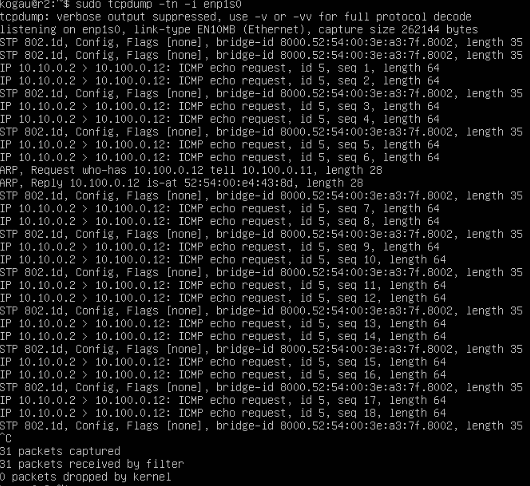 kogau@r2:~$ sudo tcpdump -tn -i enp1s0
tcpdump: verbose output suppressed, use -v or -vv for full protocol decode
listening on enp1s0, link-type EN10MB (Ethernet), capture size 262144 bytes
STP 802.1d, Config, Flags [none], bridge-id 8000.52:54:00:3e:a3:7f.8002, length 35
STP 802.1d, Config, Flags [none], bridge-id 8000.52:54:00:3e:a3:7f.8002, length 35
IP 10.10.0.2 > 10.100.0.12: ICMP echo request, id 5, seq 1, length 64
IP 10.10.0.2 > 10.100.0.12: ICMP echo request, id 5, seq 2, length 64
STP 802.1d, Config, Flags [none], bridge-id 8000.52:54:00:3e:a3:7f.8002, length 35
IP 10.10.0.2 > 10.100.0.12: ICMP echo request, id 5, seq 3, length 64
IP 10.10.0.2 > 10.100.0.12: ICMP echo request, id 5, seq 4, length 64
STP 802.1d, Config, Flags [none], bridge-id 8000.52:54:00:3e:a3:7f.8002, length 35
IP 10.10.0.2 > 10.100.0.12: ICMP echo request, id 5, seq 5, length 64
IP 10.10.0.2 > 10.100.0.12: ICMP echo request, id 5, seq 6, length 64
ARP, Request who-has 10.100.0.12 tell 10.100.0.11, length 28
ARP, Reply 10.100.0.12 is-at 52:54:00:e4:43:8d, length 28
STP 802.1d, Config, Flags [none], bridge-id 8000.52:54:00:3e:a3:7f.8002, length 35
IP 10.10.0.2 > 10.100.0.12: ICMP echo request, id 5, seq 7, length 64
IP 10.10.0.2 > 10.100.0.12: ICMP echo request, id 5, seq 8, length 64
STP 802.1d, Config, Flags [none], bridge-id 8000.52:54:00:3e:a3:7f.8002, length 35
IP 10.10.0.2 > 10.100.0.12: ICMP echo request, id 5, seq 9, length 64
IP 10.10.0.2 > 10.100.0.12: ICMP echo request, id 5, seq 10, length 64
STP 802.1d, Config, Flags [none], bridge-id 8000.52:54:00:3e:a3:7f.8002, length 35
IP 10.10.0.2 > 10.100.0.12: ICMP echo request, id 5, seq 11, length 64
IP 10.10.0.2 > 10.100.0.12: ICMP echo request, id 5, seq 12, length 64
STP 802.1d, Config, Flags [none], bridge-id 8000.52:54:00:3e:a3:7f.8002, length 35
IP 10.10.0.2 > 10.100.0.12: ICMP echo request, id 5, seq 13, length 64
IP 10.10.0.2 > 10.100.0.12: ICMP echo request, id 5, seq 14, length 64
STP 802.1d, Config, Flags [none], bridge-id 8000.52:54:00:3e:a3:7f.8002, length 35
IP 10.10.0.2 > 10.100.0.12: ICMP echo request, id 5, seq 15, length 64
IP 10.10.0.2 > 10.100.0.12: ICMP echo request, id 5, seq 16, length 64
STP 802.1d, Config, Flags [none], bridge-id 8000.52:54:00:3e:a3:7f.8002, length 35
IP 10.10.0.2 > 10.100.0.12: ICMP echo request, id 5, seq 17, length 64
IP 10.10.0.2 > 10.100.0.12: ICMP echo request, id 5, seq 18, length 64
STP 802.1d, Config, Flags [none], bridge-id 8000.52:54:00:3e:a3:7f.8002, length 35
^C
31 packets captured
31 packets received by filter
0 packets dropped by kernel